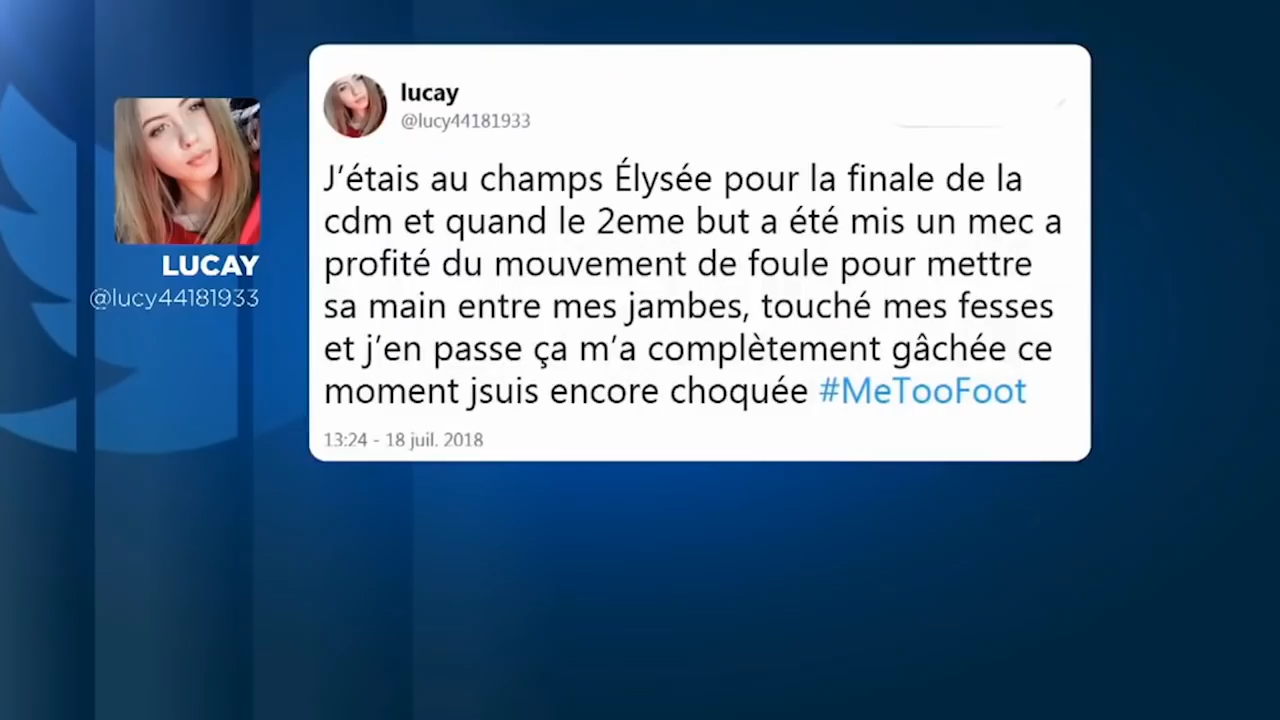 LUCAY
@lucy44181933
lucay
@lucy44181933
J’étais au champs Élysée pour la finale de la
cdm et quand le 2eme but a été mis un mec a
profité du mouvement de foule pour mettre
sa main entre mes jambes, touché mes fesses
et j’en passe ça m’a complètement gâchée ce
moment jsuis encore choquée #MeTooFoot
13:24 - 18 juil. 2018